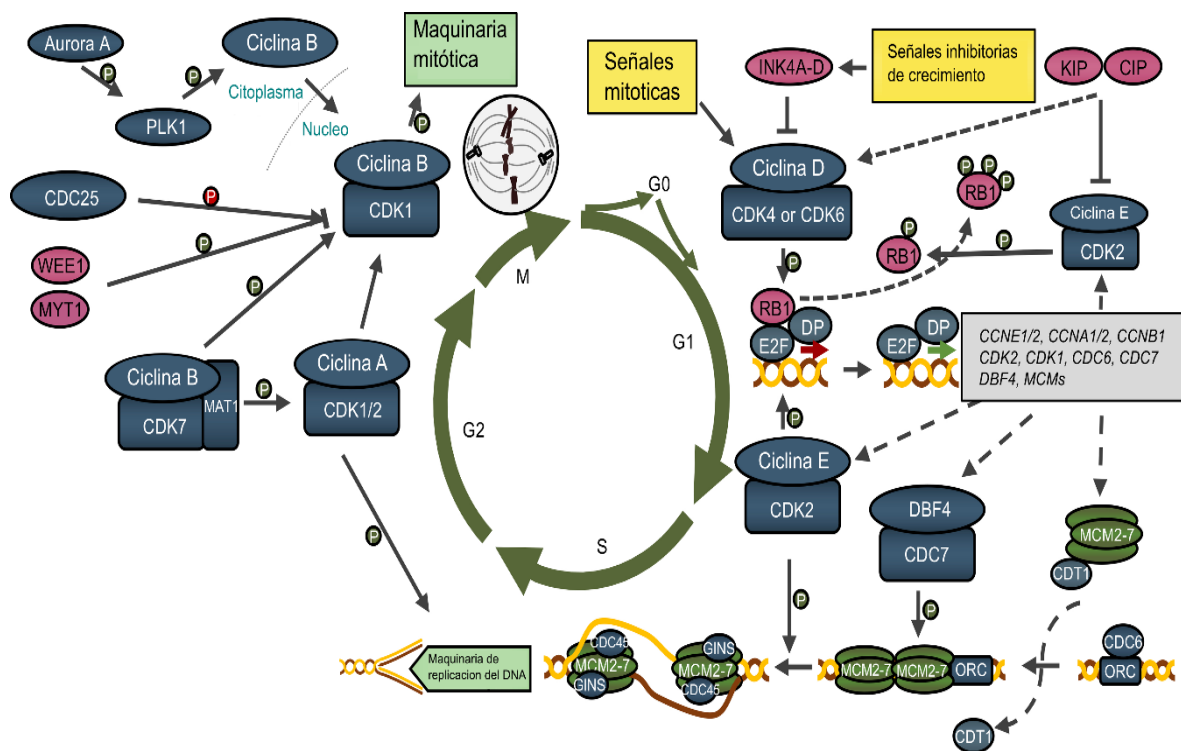 Aurora A
P
PLK1
P
Ciclina B
Citoplasma
Nucleo
Maquinaria
mitótica
P
Ciclina B
CDK1
CDC25
P
WEE1
MYT1
P
P
Ciclina B
CDK7
MAT1
P
Ciclina A
CDK1/2
P
Señales
mitoticas
INK4A-D
Señales inhibitorias
de crecimiento
KIP
CIP
Ciclina D
CDK4 or CDK6
P
P
P
P
RB1
P
RB1
P
Ciclina E
CDK2
RB1
E2F
DP
E2F
DP
CCNE1/2, CCNA1/2, CCNB1
CDK2, CDK1, CDC6, CDC7
DBF4, MCMs
P
Ciclina E
CDK2
P
DBF4
CDC7
P
MCM2-7
CDT1
G0
G1
S
G2
M
Maquinaria de
replicacion del DNA
CDC45
MCM2-7
GINS
GINS
MCM2-7
CDC45
MCM2-7
MCM2-7
ORC
CDC6
ORC
CDT1